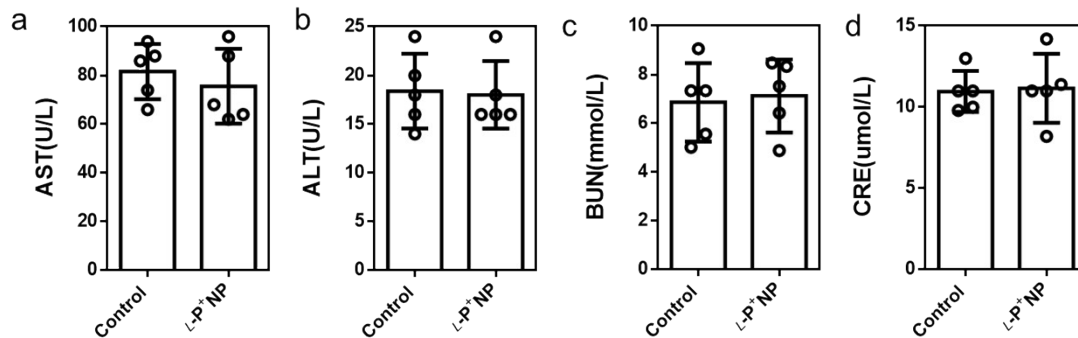 a
AST(U/L)
100
80
60
40
20
0
Control
L-P⁺NP
b
ALT(U/L)
25
20
15
10
5
0
Control
L-P⁺NP
c
BUN(mmol/L)
10
8
6
4
2
0
Control
L-P⁺NP
d
CRE(umol/L)
15
10
5
0
Control
L-P⁺NP